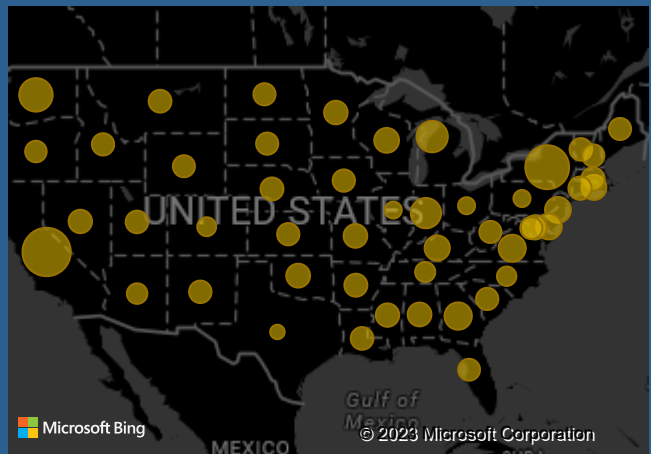 UNITED STATES
Gulf of
Mexico
Microsoft Bing
© 2023 Microsoft Corporation
MEXICO